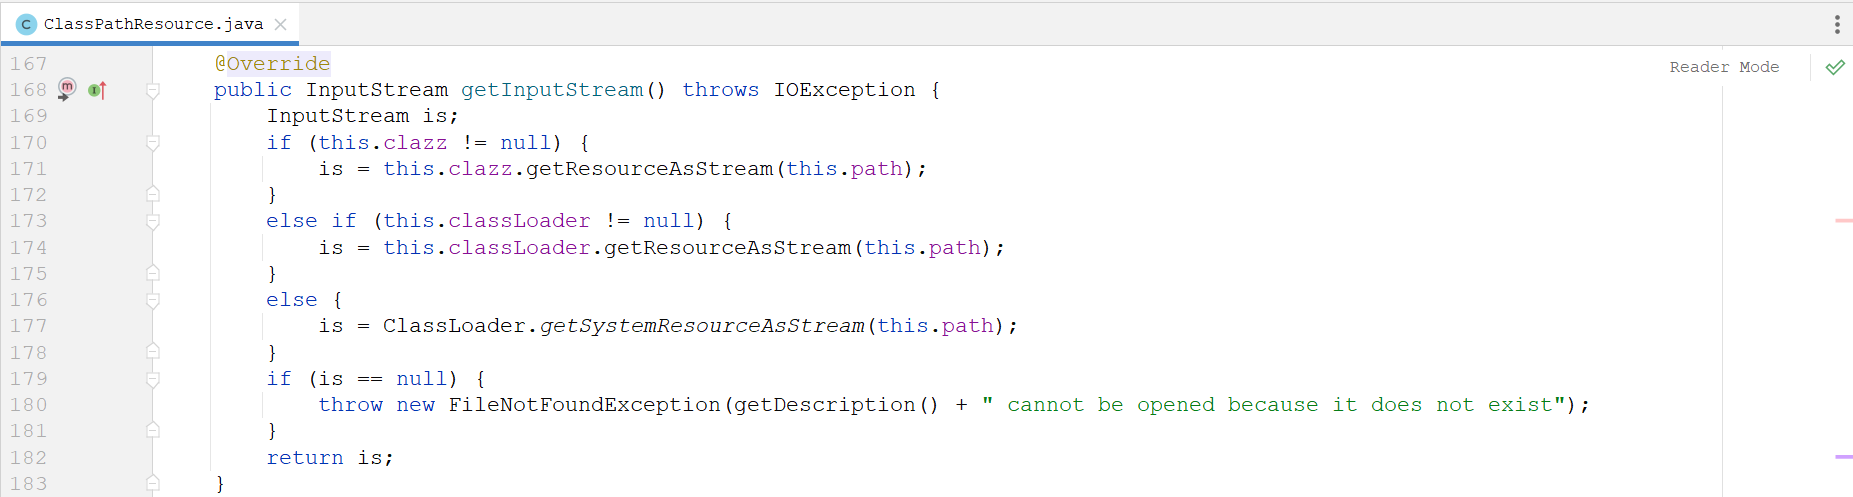 ClassPathResource.java
Reader Mode
167 @Override
168 public InputStream getInputStream() throws IOException {
169 InputStream is;
170 if (this.clazz != null) {
171 is = this.clazz.getResourceAsStream(this.path);
172 }
173 else if (this.classLoader != null) {
174 is = this.classLoader.getResourceAsStream(this.path);
175 }
176 else {
177 is = ClassLoader.getSystemResourceAsStream(this.path);
178 }
179 if (is == null) {
180 throw new FileNotFoundException(getDescription() + " cannot be opened because it does not exist");
181 }
182 return is;
183 }